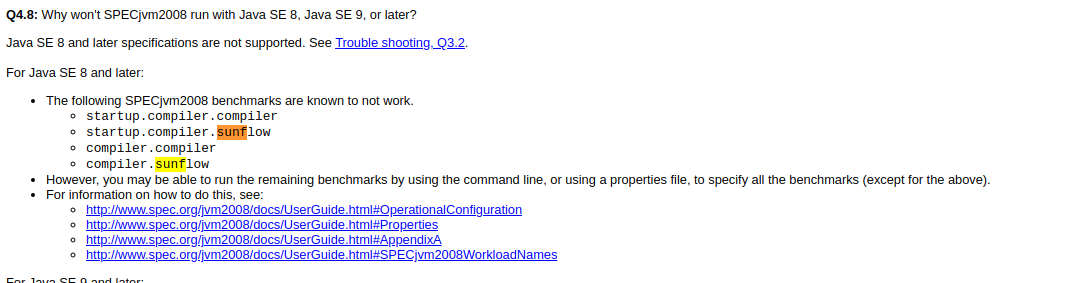 Q4.8: Why won't SPECjvm2008 run with Java SE 8, Java SE 9, or later?
Java SE 8 and later specifications are not supported. See Trouble shooting, Q3.2.
For Java SE 8 and later:
The following SPECjvm2008 benchmarks are known to not work.
startup.compiler.compiler
startup.compiler.sunflow
compiler.compiler
compiler.sunflow
However, you may be able to run the remaining benchmarks by using the command line, or using a properties file, to specify all the benchmarks (except for the above).
For information on how to do this, see:
http://www.spec.org/jvm2008/docs/UserGuide.html#OperationalConfiguration
http://www.spec.org/jvm2008/docs/UserGuide.html#Properties
http://www.spec.org/jvm2008/docs/UserGuide.html#AppendixA
http://www.spec.org/jvm2008/docs/UserGuide.html#SPECjvm2008WorkloadNames
For Java SE 9 and later: